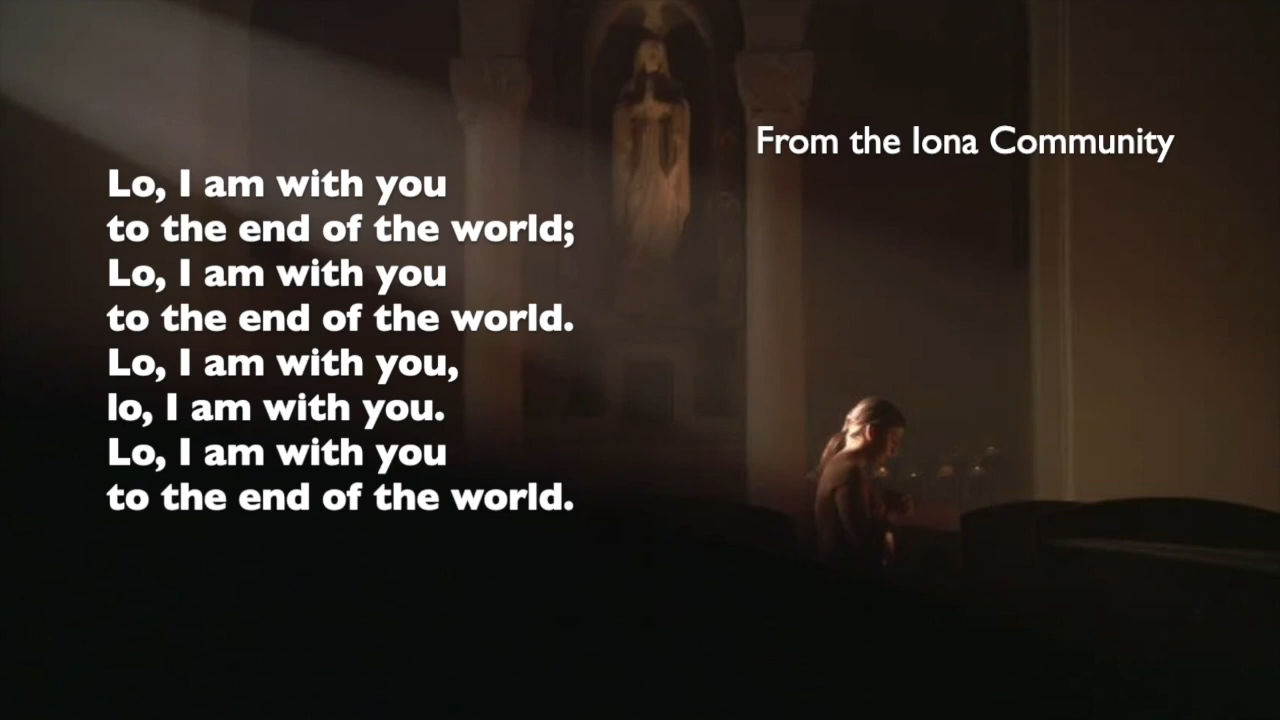 From the Iona Community
Lo, I am with you
to the end of the world;
Lo, I am with you
to the end of the world.
Lo, I am with you,
lo, I am with you.
Lo, I am with you
to the end of the world.